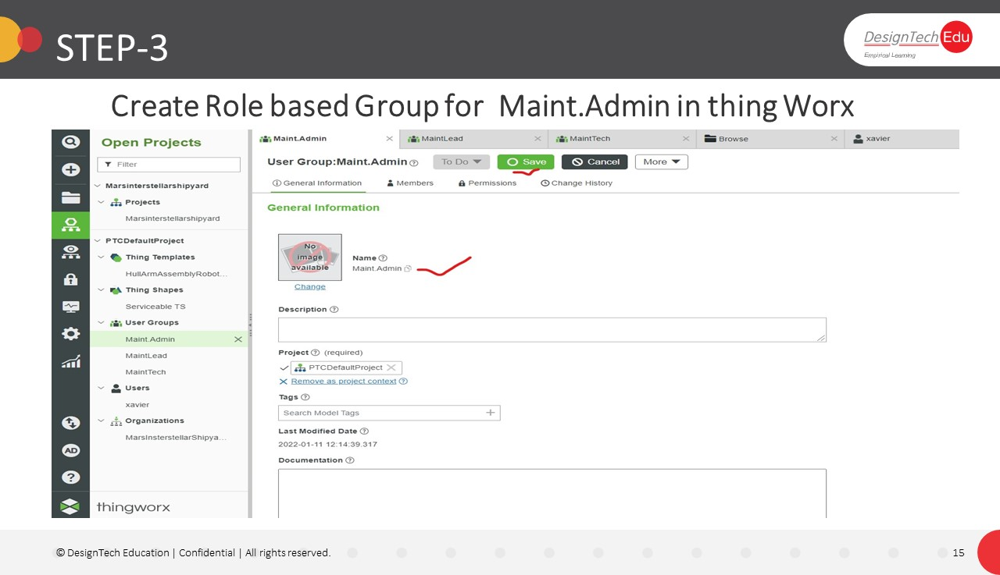 STEP-3
DesignTech Edu
Empirical Learning
Create Role based Group for Maint.Admin in thing Worx
Open Projects
Filter
Marsinterstellarshipyard
Projects
Marsinterstellarshipyard
PTCDefaultProject
Thing Templates
HullArmAssemblyRobot...
Thing Shapes
Serviceable TS
User Groups
Maint.Admin
MaintLead
MaintTech
Users
xavier
Organizations
MarsInsterstellarShipya...
AD
thingworx
Maint.Admin MaintLead MaintTech Browse xavier
User Group:Maint.Admin To Do Save Cancel More
General Information Members Permissions Change History
General Information
No
image
available
Change
Name
Maint.Admin
Description
Project (required)
PTCDefaultProject
Remove as project context
Tags
Search Model Tags
Last Modified Date
2022-01-11 12:14:39.317
Documentation
© DesignTech Education | Confidential | All rights reserved.
15